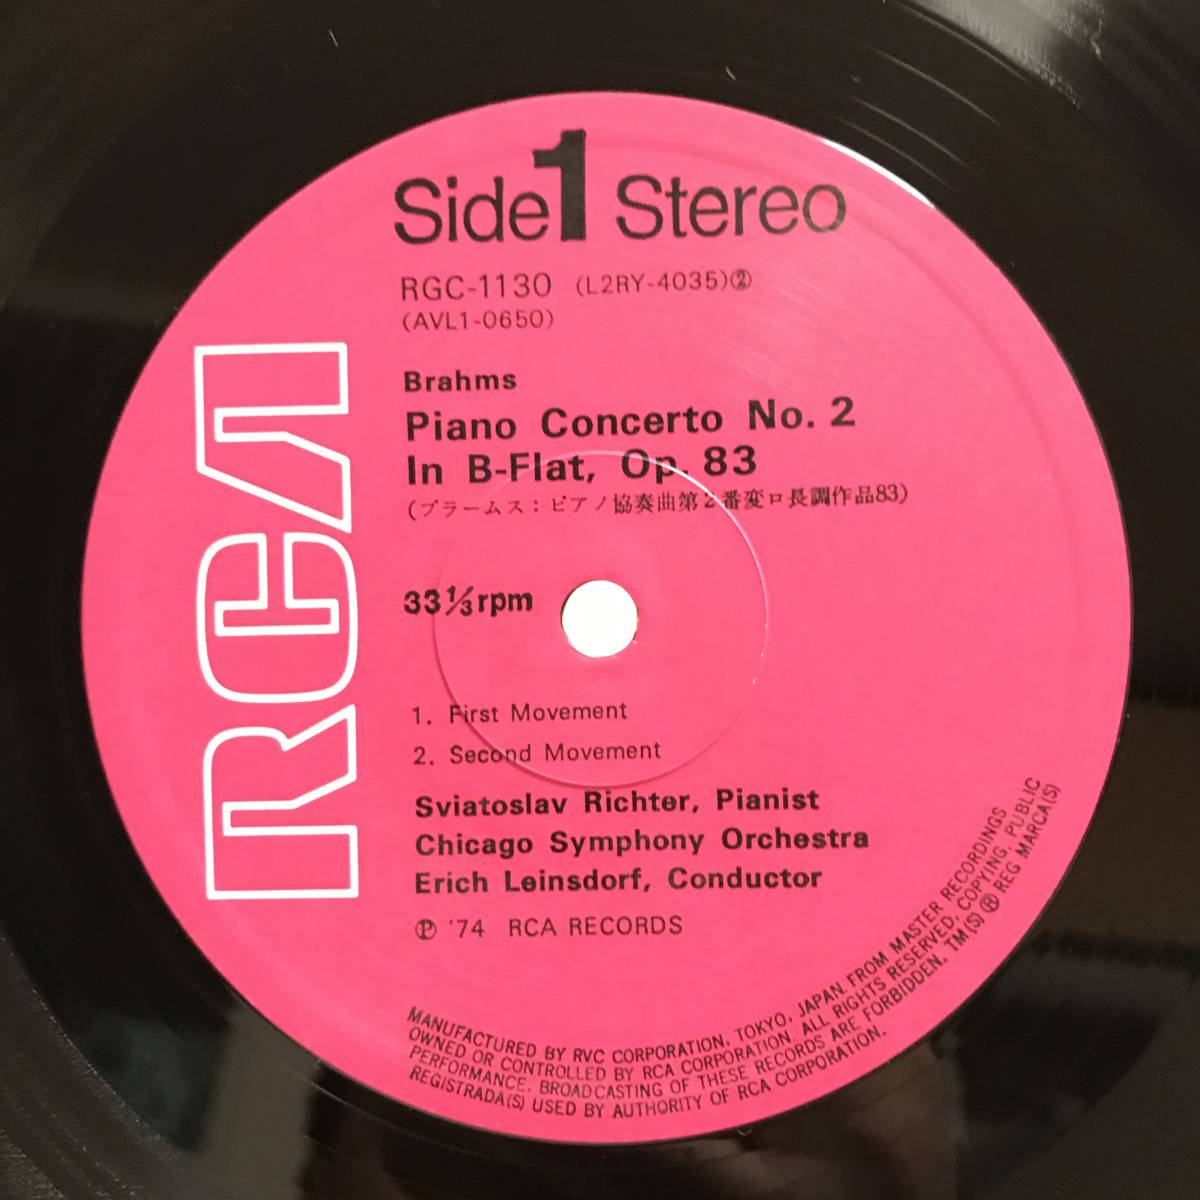 RCA
Side 1 Stereo
RGC-1130 (L2RY-4035)②
(AVL1-0650)
Brahms
Piano Concerto No. 2
In B-Flat, Op. 83
(ブラームス：ピアノ協奏曲第2番変ロ長調作品83)
33⅓rpm
1. First Movement
2. Second Movement
Sviatoslav Richter, Pianist
Chicago Symphony Orchestra
Erich Leinsdorf, Conductor
Ⓟ '74 RCA RECORDS
MANUFACTURED BY RVC CORPORATION, TOKYO, JAPAN. FROM MASTER RECORDINGS
OWNED OR CONTROLLED BY RCA CORPORATION. ALL RIGHTS RESERVED. COPYING, PUBLIC
PERFORMANCE, BROADCASTING OF THESE RECORDS ARE FORBIDDEN. TM(S) ® REG MARCA(S)
REGISTRADA(S) USED BY AUTHORITY OF RCA CORPORATION.